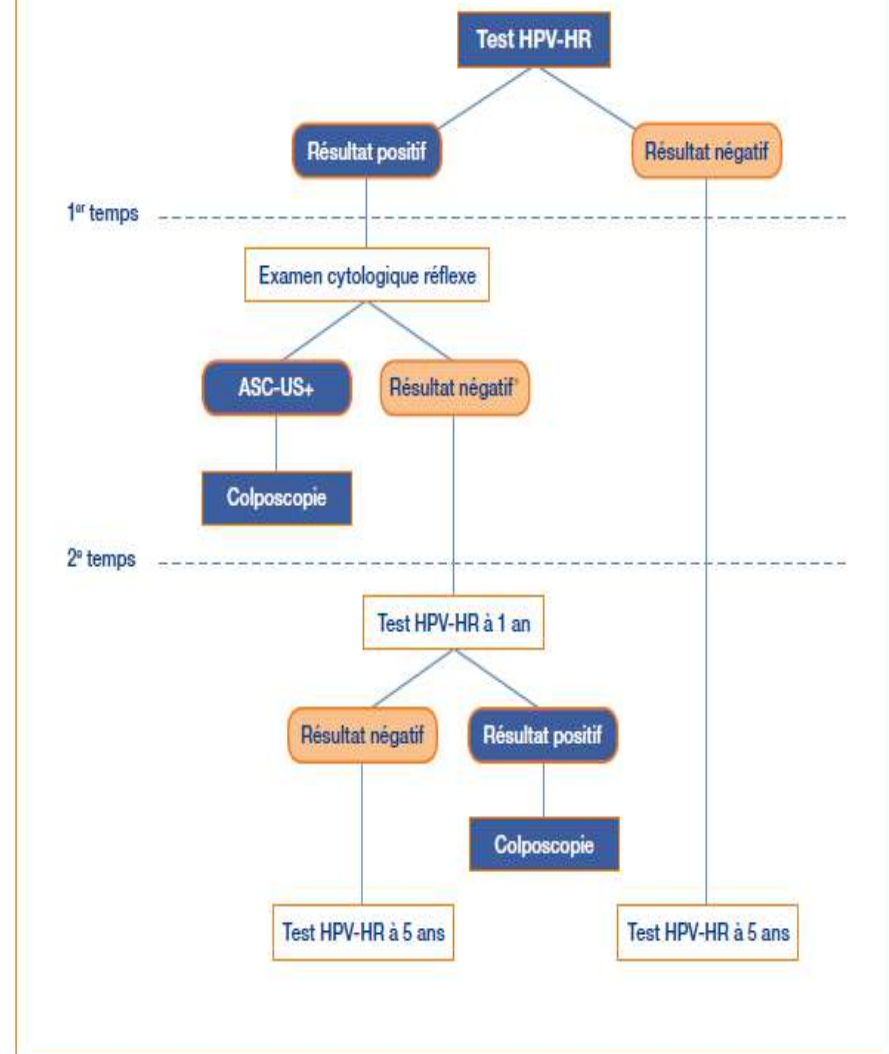 Test HPV-HR
Résultat positif
Résultat négatif
1er temps
Examen cytologique réflexe
ASC-US+
Résultat négatif*
Colposcopie
2e temps
Test HPV-HR à 1 an
Résultat négatif
Résultat positif
Colposcopie
Test HPV-HR à 5 ans
Test HPV-HR à 5 ans